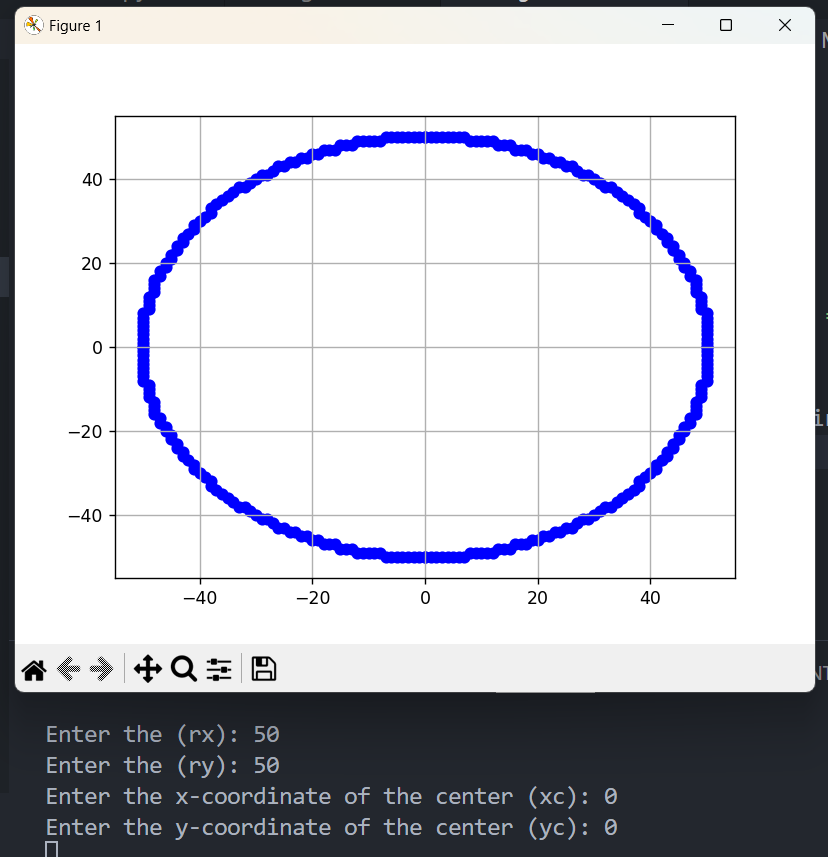 Figure 1
40
20
0
−20
−40
−40 −20 0 20 40
Enter the (rx): 50
Enter the (ry): 50
Enter the x-coordinate of the center (xc): 0
Enter the y-coordinate of the center (yc): 0